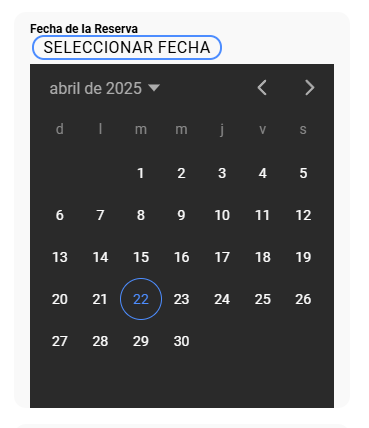 Fecha de la Reserva
SELECCIONAR FECHA
abril de 2025
d l m m j v s
1 2 3 4 5
6 7 8 9 10 11 12
13 14 15 16 17 18 19
20 21 22 23 24 25 26
27 28 29 30